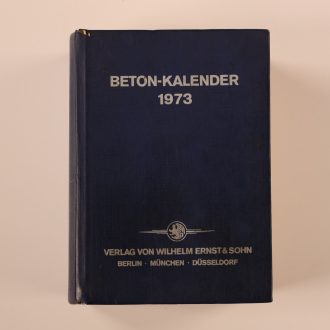 BETON-KALENDER
1973
VERLAG VON WILHELM ERNST & SOHN
BERLIN · MÜNCHEN · DÜSSELDORF